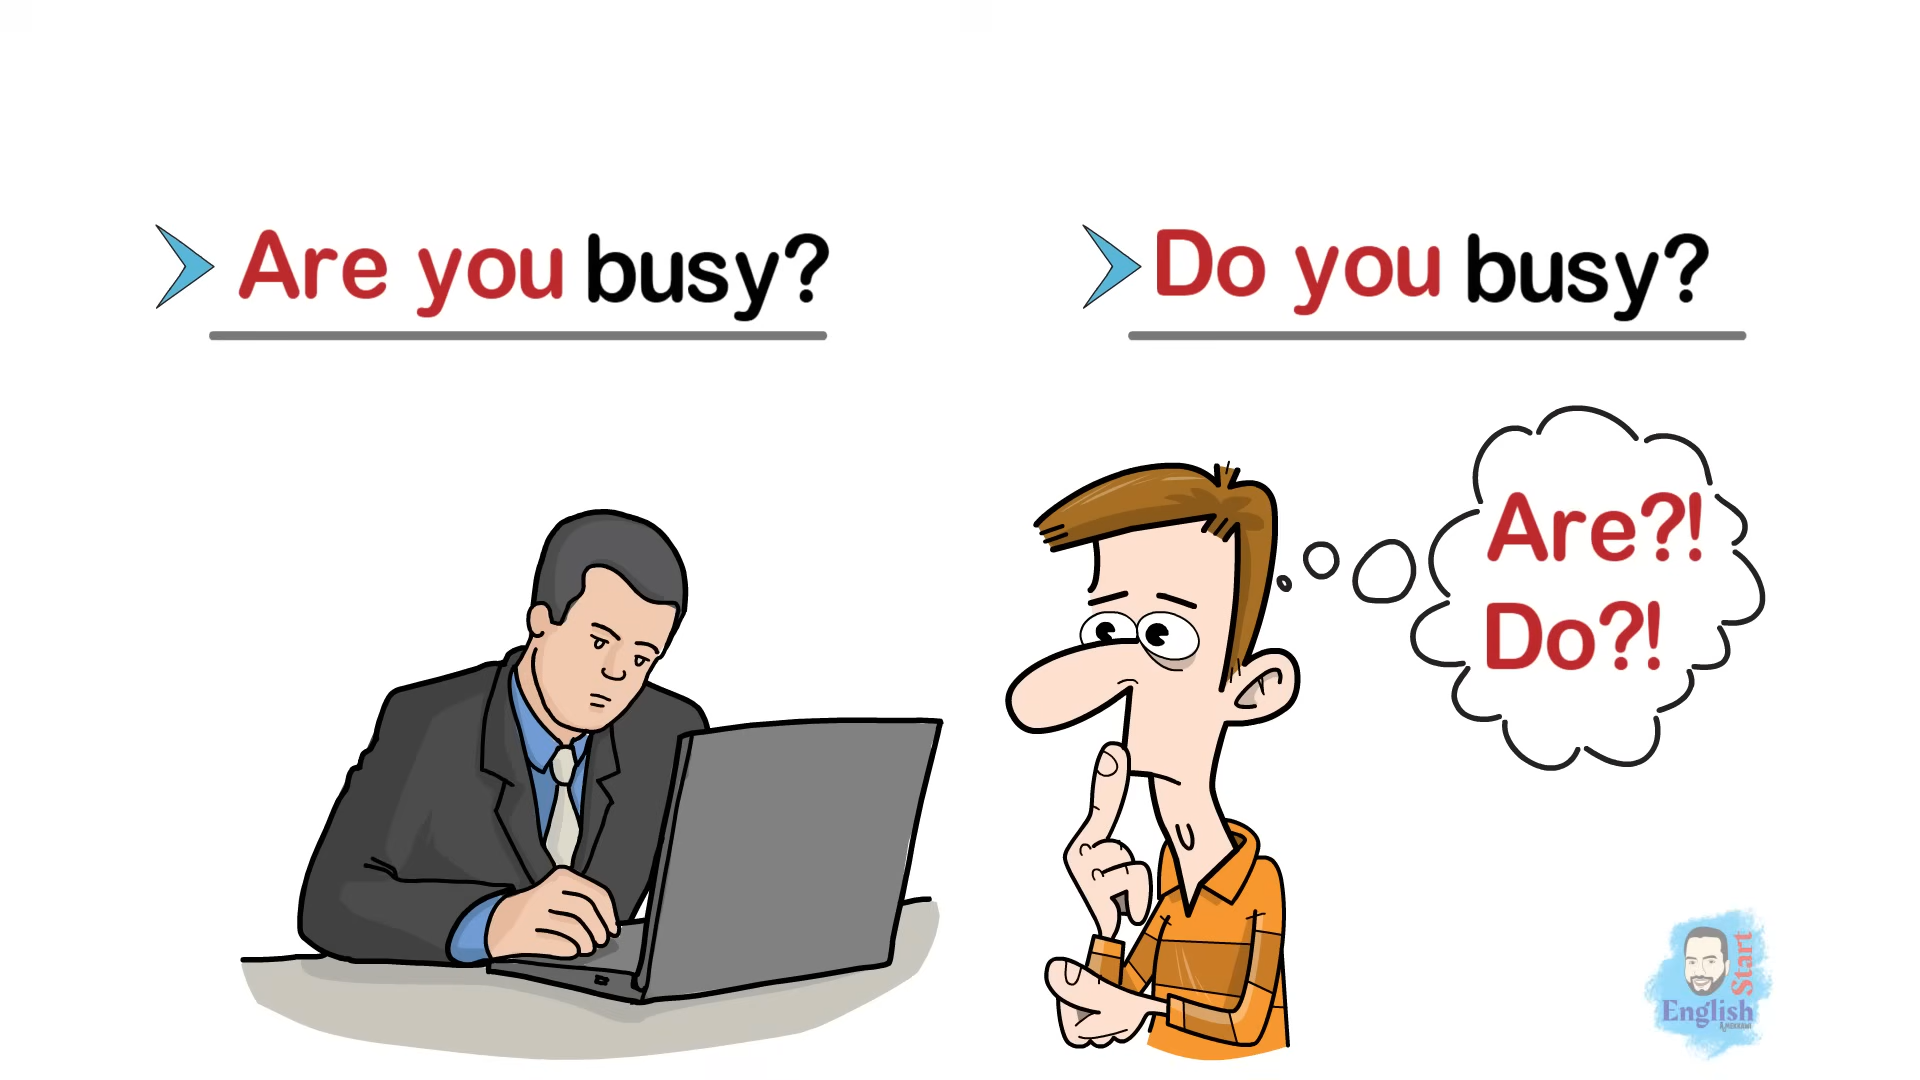 Are you busy?
Do you busy?
Are?!
Do?!
Start
English